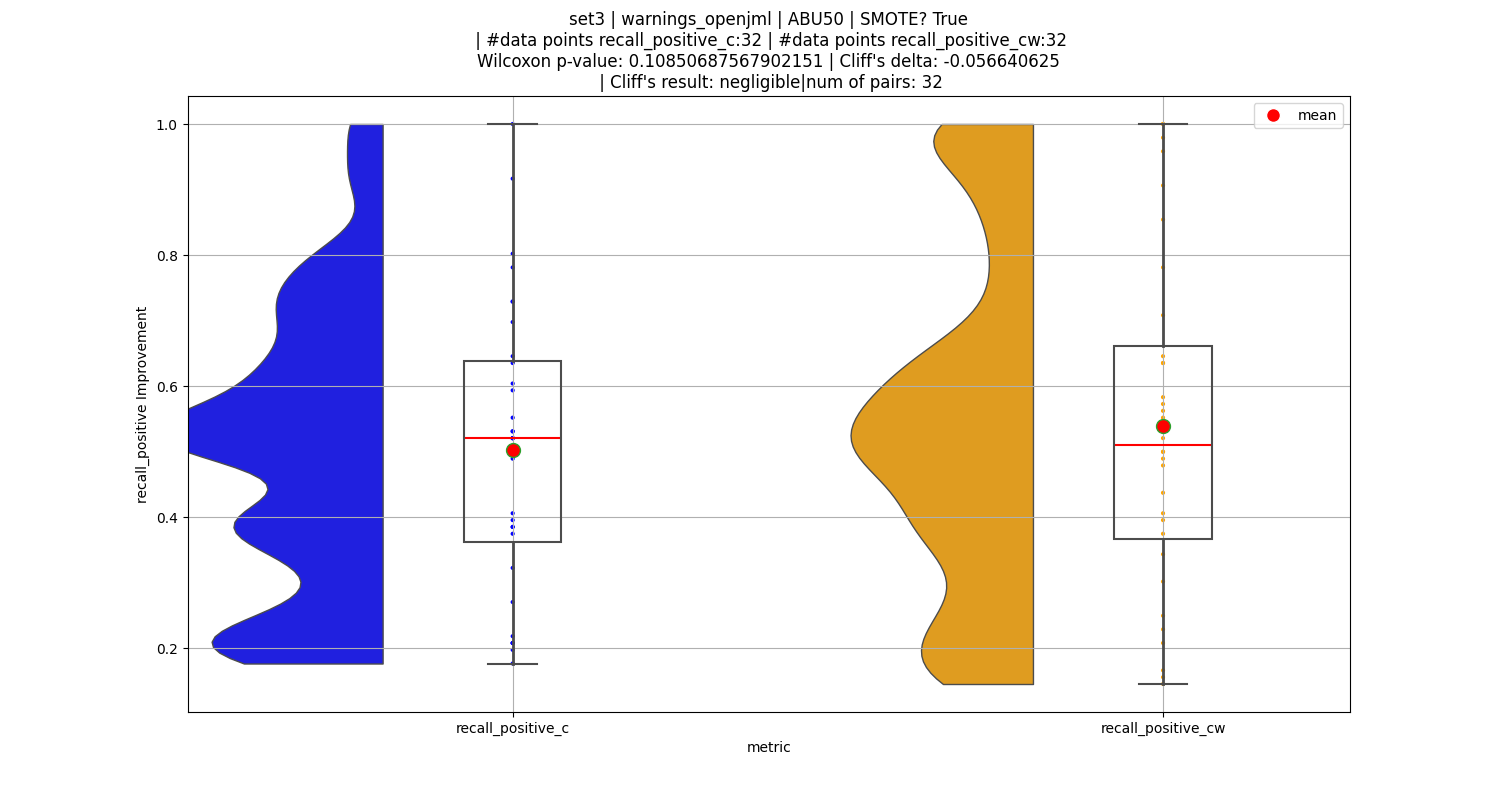 set3 | warnings_openjml | ABU50 | SMOTE? True
| #data points recall_positive_c:32 | #data points recall_positive_cw:32
Wilcoxon p-value: 0.10850687567902151 | Cliff's delta: -0.056640625
| Cliff's result: negligible|num of pairs: 32
mean
1.0
0.8
0.6
0.4
0.2
recall_positive Improvement
recall_positive_c
recall_positive_cw
metric